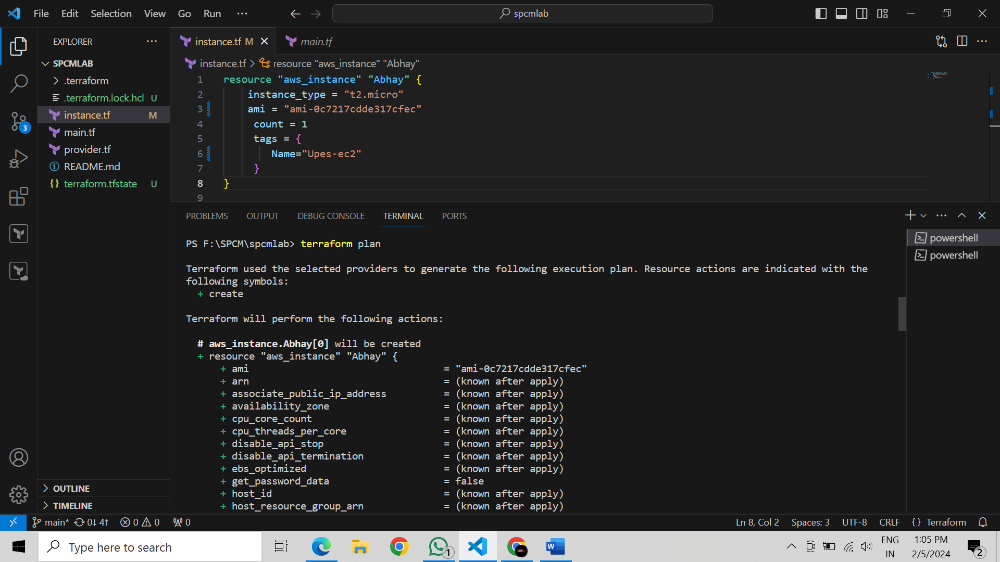 File Edit Selection View Go Run ··· spcmlab
EXPLORER
SPCMLAB
.terraform
.terraform.lock.hcl U
instance.tf M
main.tf
provider.tf
README.md
terraform.tfstate U
OUTLINE
TIMELINE
3
instance.tf M
main.tf
instance.tf > resource "aws_instance" "Abhay"
1 resource "aws_instance" "Abhay" {
2 instance_type = "t2.micro"
3 ami = "ami-0c7217cdde317cfec"
4 count = 1
5 tags = {
6 Name="Upes-ec2"
7 }
8 }
9
PROBLEMS OUTPUT DEBUG CONSOLE TERMINAL PORTS
powershell
powershell
PS F:\SPCM\spcmlab> terraform plan
Terraform used the selected providers to generate the following execution plan. Resource actions are indicated with the
following symbols:
+ create
Terraform will perform the following actions:
# aws_instance.Abhay[0] will be created
+ resource "aws_instance" "Abhay" {
+ ami = "ami-0c7217cdde317cfec"
+ arn = (known after apply)
+ associate_public_ip_address = (known after apply)
+ availability_zone = (known after apply)
+ cpu_core_count = (known after apply)
+ cpu_threads_per_core = (known after apply)
+ disable_api_stop = (known after apply)
+ disable_api_termination = (known after apply)
+ ebs_optimized = (known after apply)
+ get_password_data = false
+ host_id = (known after apply)
+ host_resource_group_arn = (known after apply)
main* 0↓ 4↑ 0 0 0 Ln 8, Col 2 Spaces: 3 UTF-8 CRLF {} Terraform
Type here to search
1
W
ENG
IN
1:05 PM
2/5/2024
2